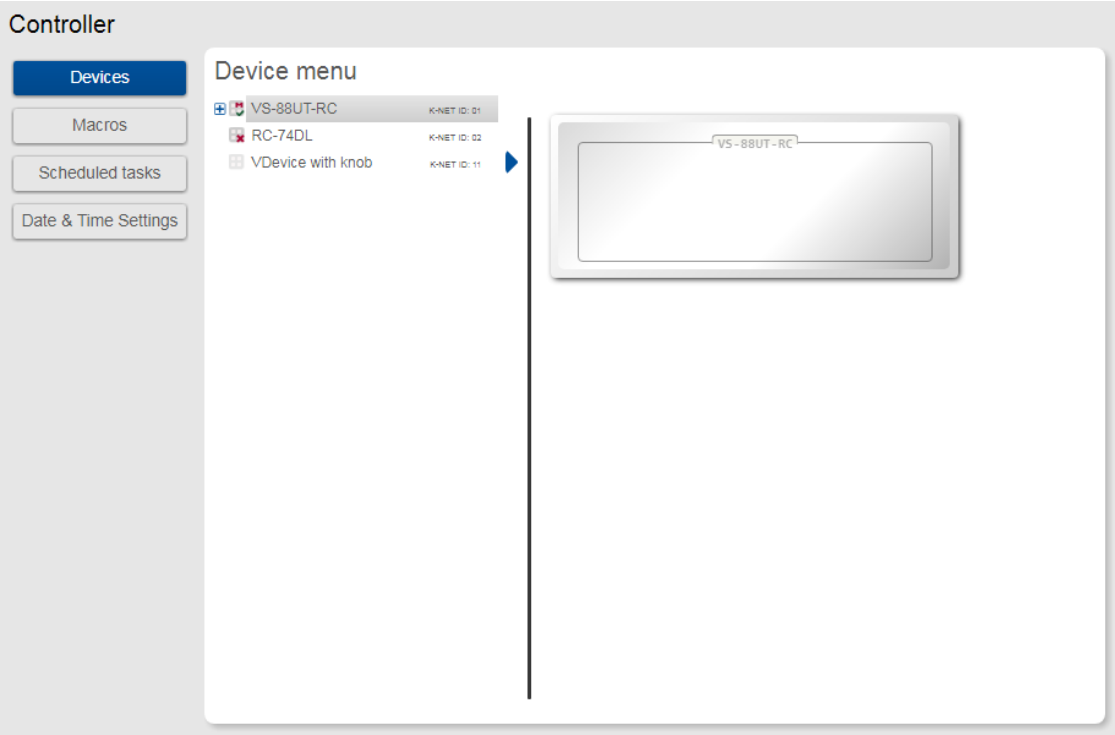 Controller
Devices
Macros
Scheduled tasks
Date & Time Settings
Device menu
VS-88UT-RC K-NET ID: 01
RC-74DL K-NET ID: 02
VDevice with knob K-NET ID: 11
VS-88UT-RC